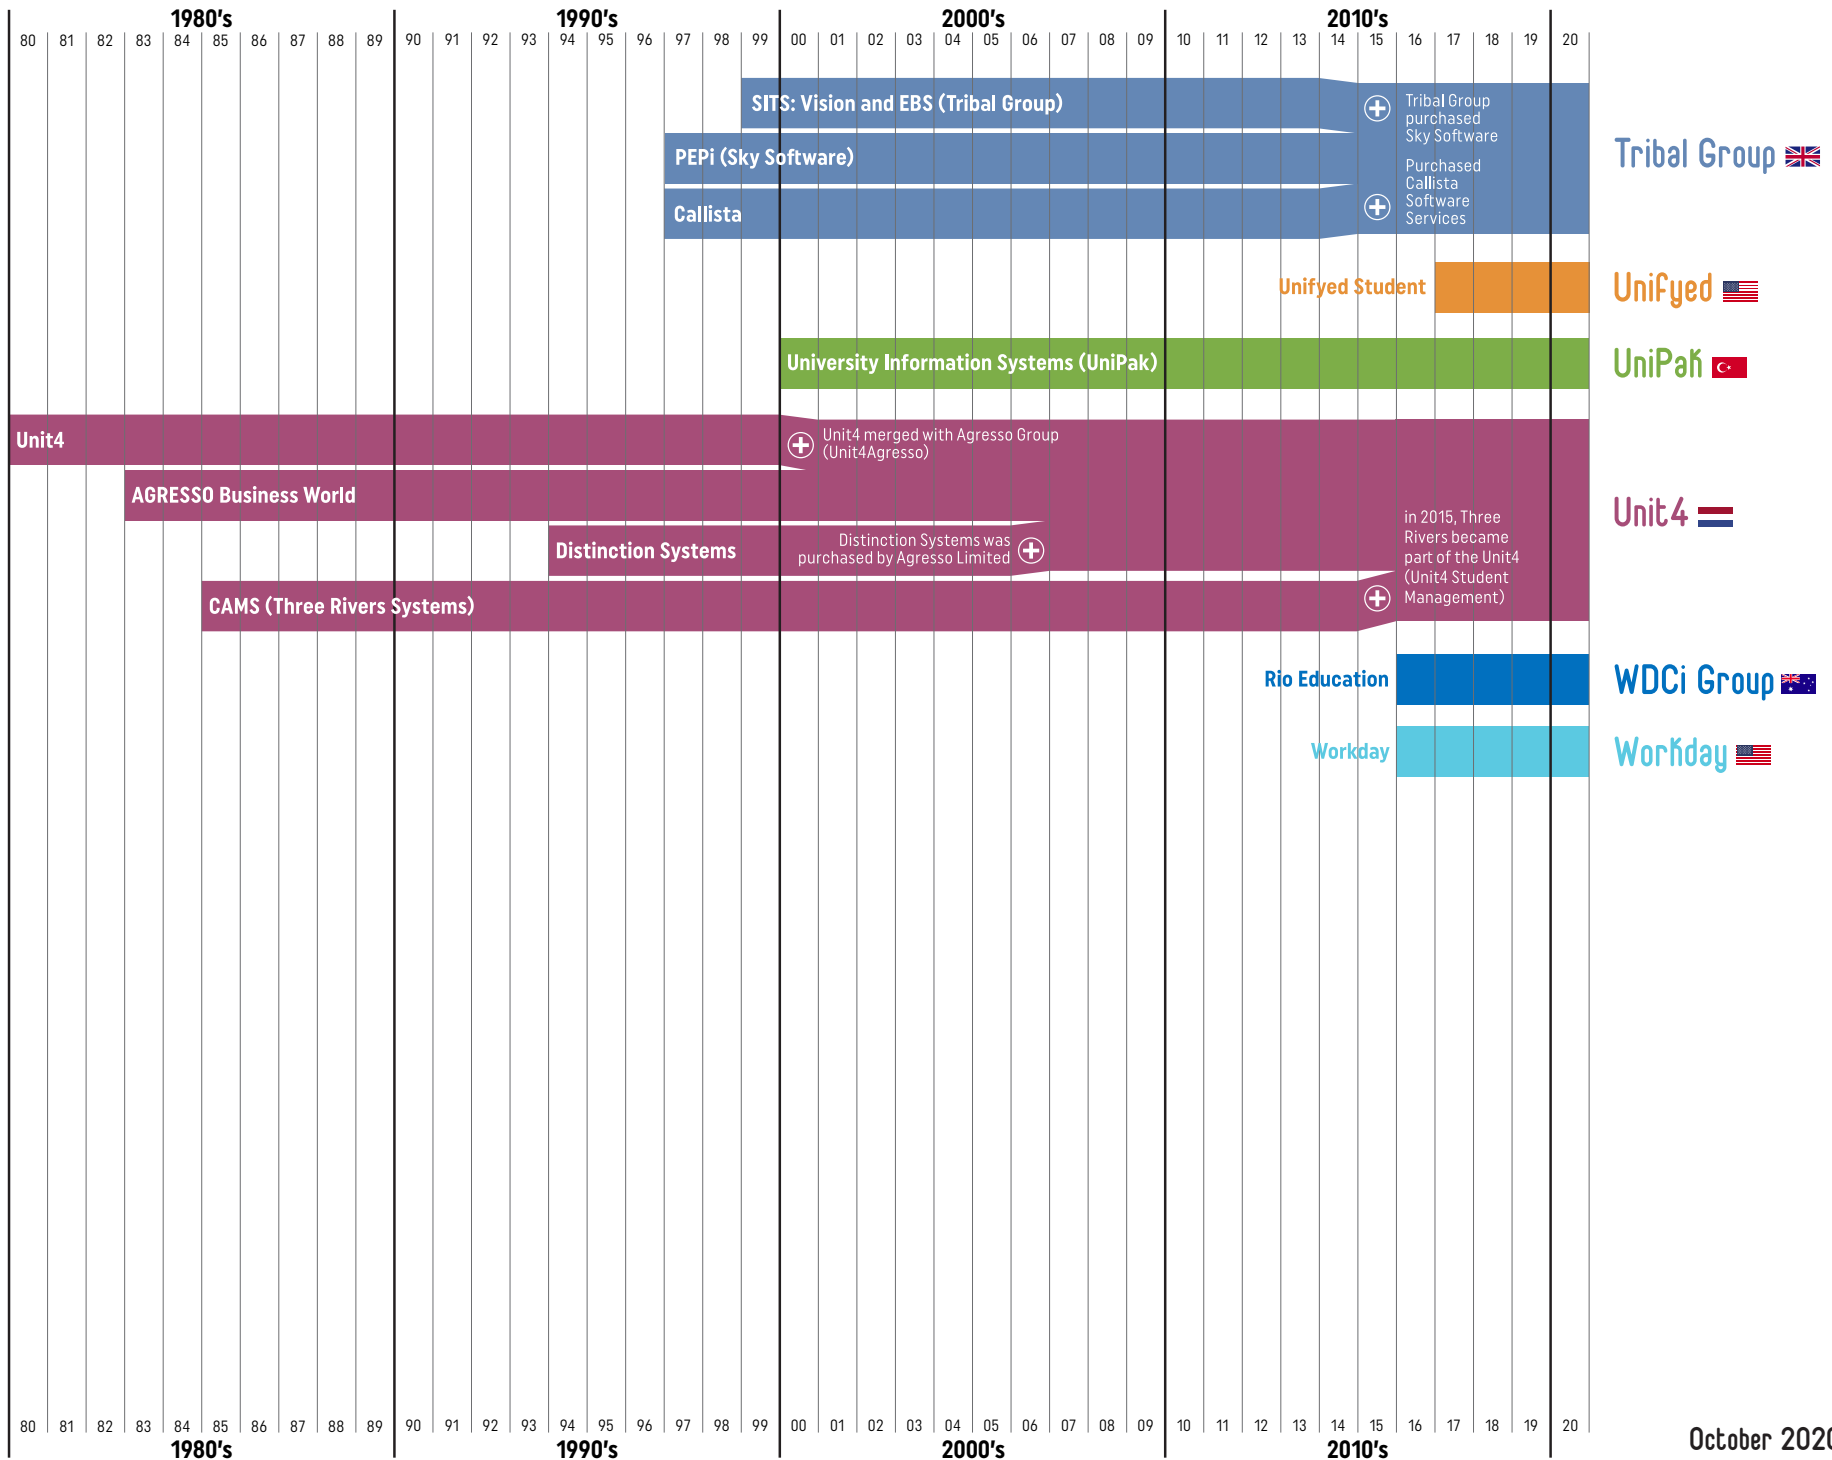 1980's 1990's 2000's 2010's
80 81 82 83 84 85 86 87 88 89 90 91 92 93 94 95 96 97 98 99 00 01 02 03 04 05 06 07 08 09 10 11 12 13 14 15 16 17 18 19 20
SITS: Vision and EBS (Tribal Group)
Tribal Group
purchased
Sky Software
PEPi (Sky Software)
Tribal Group
Purchased
Callista
Software
Services
Callista
Unifyed Student
Unifyed
University Information Systems (UniPak)
UniPak
Unit4
Unit4 merged with Agresso Group
(Unit4Agresso)
AGRESSO Business World
Unit4
Distinction Systems
Distinction Systems was
purchased by Agresso Limited
in 2015, Three
Rivers became
part of the Unit4
(Unit4 Student
Management)
CAMS (Three Rivers Systems)
Rio Education
WDCi Group
Workday
Workday
80 81 82 83 84 85 86 87 88 89 90 91 92 93 94 95 96 97 98 99 00 01 02 03 04 05 06 07 08 09 10 11 12 13 14 15 16 17 18 19 20
1980's 1990's 2000's 2010's
October 2020